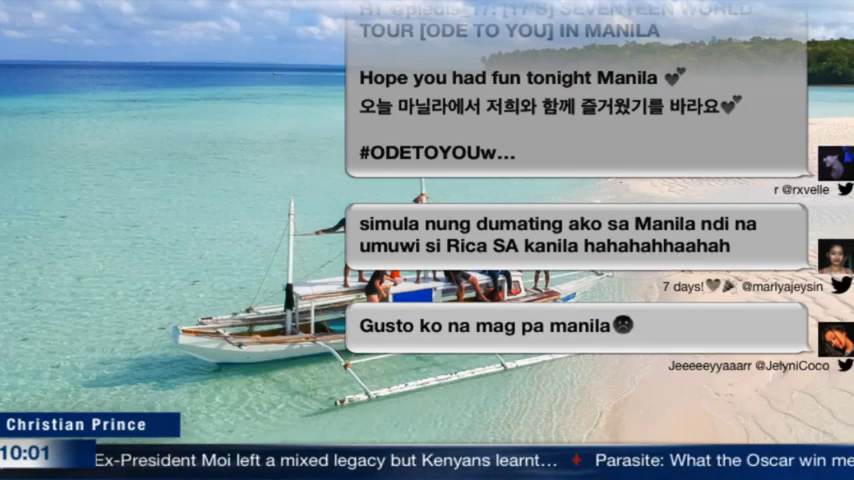 RT @pledis_17: [17'S] SEVENTEEN WORLD
TOUR [ODE TO YOU] IN MANILA
Hope you had fun tonight Manila 💕
오늘 마닐라에서 저희와 함께 즐거웠기를 바라요💕
#ODETOYOUw...
r @rxvelle
simula nung dumating ako sa Manila ndi na
umuwi si Rica SA kanila hahahahhaahah
7 days!🖤🎉 @marlyajeysin
Gusto ko na mag pa manila☹
Jeeeeeyyaaarr @JelyniCoco
Christian Prince
10:01
Ex-President Moi left a mixed legacy but Kenyans learnt... Parasite: What the Oscar win me